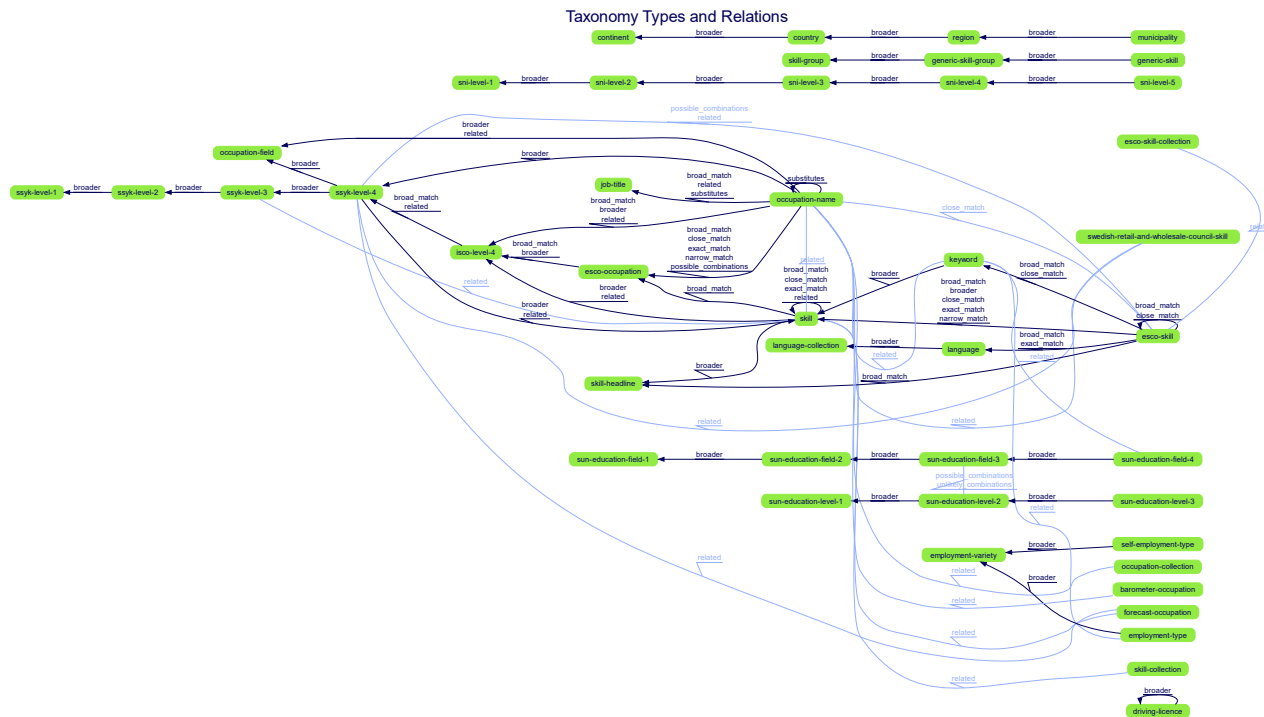 Taxonomy Types and Relations
continent
broader
country
broader
region
broader
municipality
skill-group
broader
generic-skill-group
broader
generic-skill
sni-level-1
broader
sni-level-2
broader
sni-level-3
broader
sni-level-4
broader
sni-level-5
possible_combinations
related
broader
related
esco-skill-collection
occupation-field
broader
broader
ssyk-level-1
broader
ssyk-level-2
broader
ssyk-level-3
broader
ssyk-level-4
job-title
broad_match
related
substitutes
substitutes
occupation-name
broad_match
related
broad_match
broader
related
close_match
swedish-retail-and-wholesale-council-skill
isco-level-4
broad_match
broader
broad_match
close_match
exact_match
narrow_match
possible_combinations
esco-occupation
related
keyword
broad_match
close_match
related
broader
related
broad_match
broader
broad_match
close_match
exact_match
related
broad_match
broader
close_match
exact_match
narrow_match
broader
related
skill
broad_match
close_match
esco-skill
language-collection
broader
language
broad_match
exact_match
related
related
broader
skill-headline
broad_match
related
related
sun-education-field-1
broader
sun-education-field-2
broader
sun-education-field-3
broader
sun-education-field-4
possible_combinations
unlikely_combinations
sun-education-level-1
broader
sun-education-level-2
broader
sun-education-level-3
related
employment-variety
broader
self-employment-type
related
related
broader
occupation-collection
barometer-occupation
related
forecast-occupation
related
employment-type
related
skill-collection
broader
driving-licence